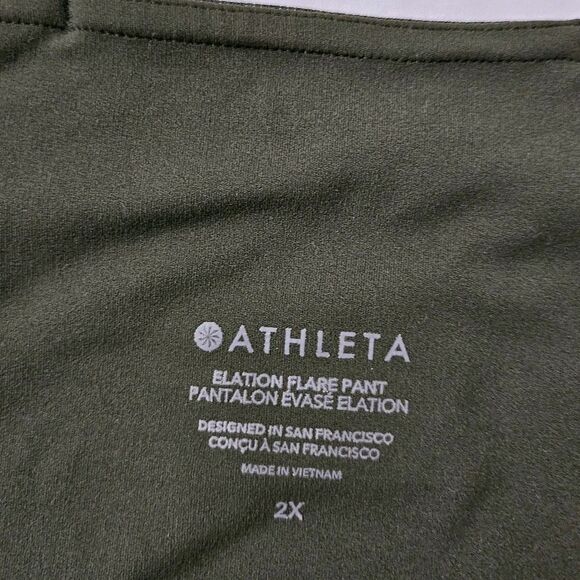 ATHLETA
ELATION FLARE PANT
PANTALON ÉVASÉ ELATION
DESIGNED IN SAN FRANCISCO
CONÇU À SAN FRANCISCO
MADE IN VIETNAM
2X